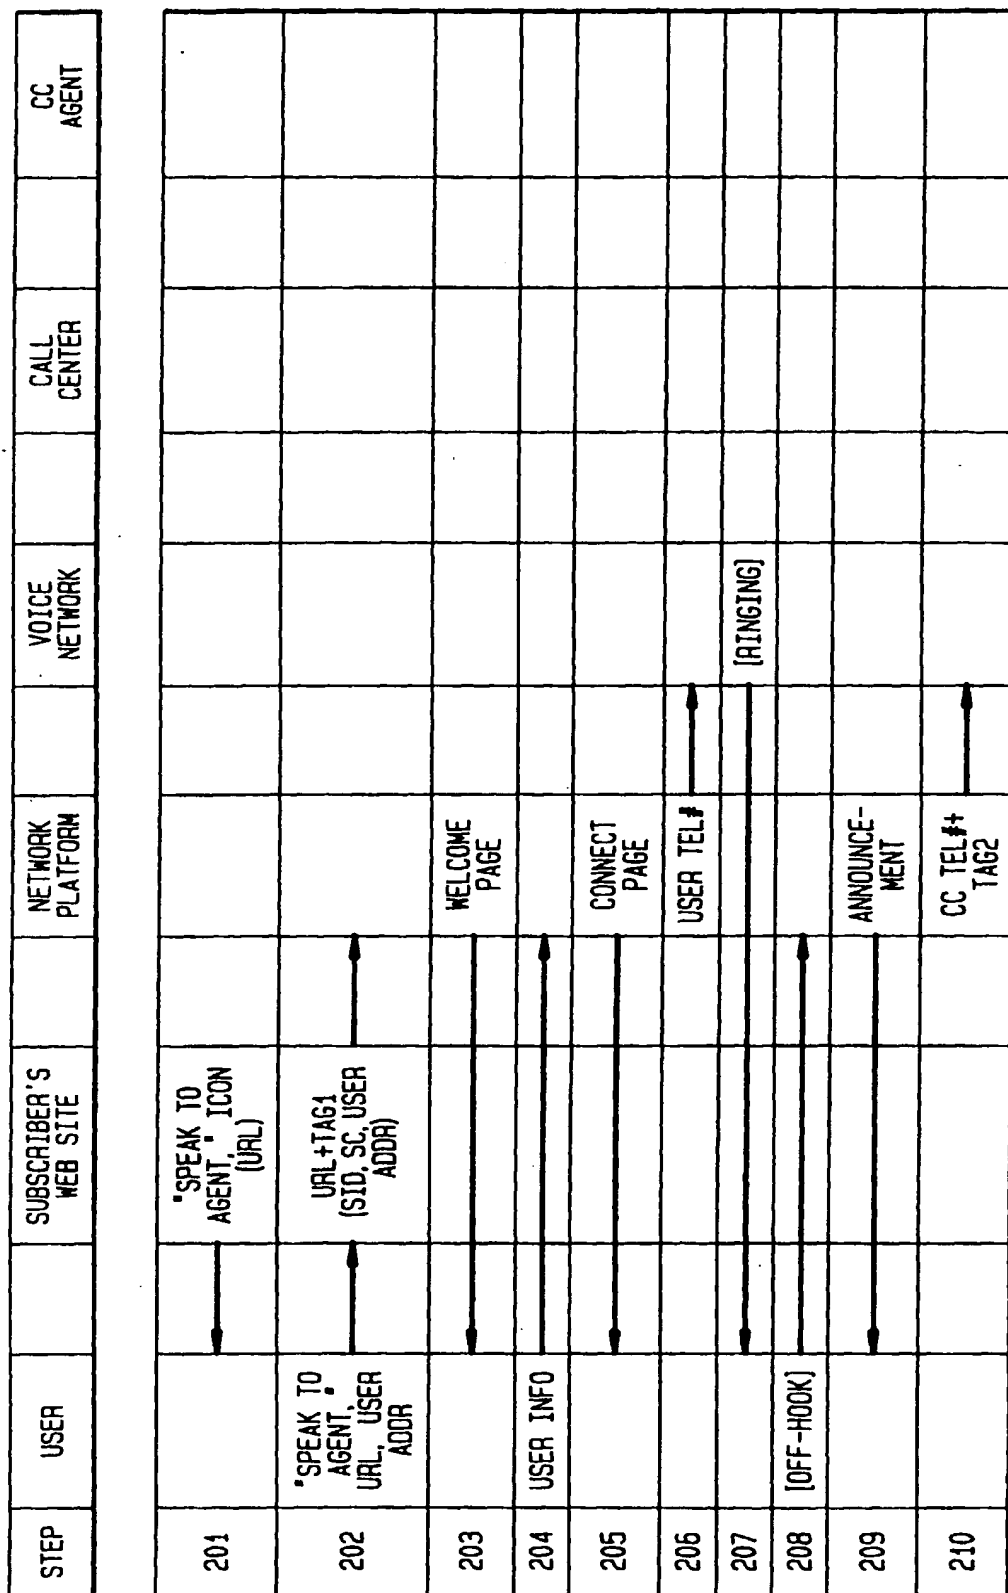 STEP
USER
SUBSCRIBER'S
WEB SITE
NETWORK
PLATFORM
VOICE
NETWORK
CALL
CENTER
CC
AGENT
201
"SPEAK TO
AGENT," ICON
(URL)
202
"SPEAK TO
AGENT,"
URL, USER
ADDR
URL+TAG1
(SID, SC, USER
ADDR)
203
WELCOME
PAGE
204
USER INFO
205
CONNECT
PAGE
206
USER TEL#
207
[RINGING]
208
[OFF-HOOK]
209
ANNOUNCE-
MENT
210
CC TEL#+
TAG2